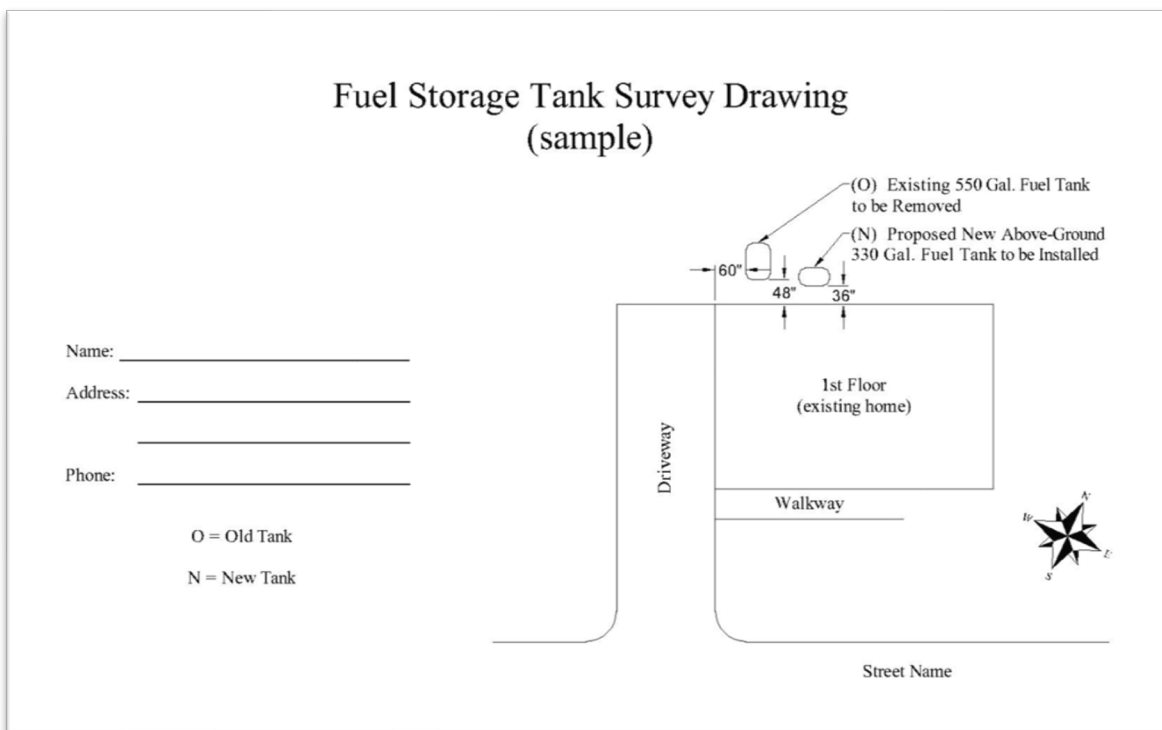 Fuel Storage Tank Survey Drawing
(sample)
(O) Existing 550 Gal. Fuel Tank
to be Removed
(N) Proposed New Above-Ground
330 Gal. Fuel Tank to be Installed
60"
48"
36"
Name:
Address:
Phone:
O = Old Tank
N = New Tank
1st Floor
(existing home)
Driveway
Walkway
N
W
E
S
Street Name